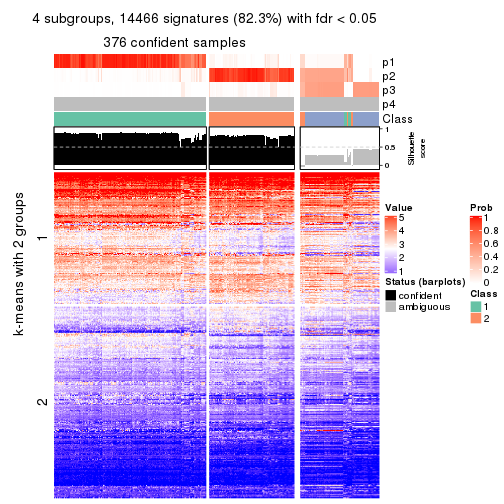 4 subgroups, 14466 signatures (82.3%) with fdr < 0.05
376 confident samples
p1
p2
p3
p4
Class
1
0.5
0
Silhouette
score
k-means with 2 groups
1
2
Value
5
4
3
2
1
Status (barplots)
confident
ambiguous
Prob
1
0.8
0.6
0.4
0.2
0
Class
1
2